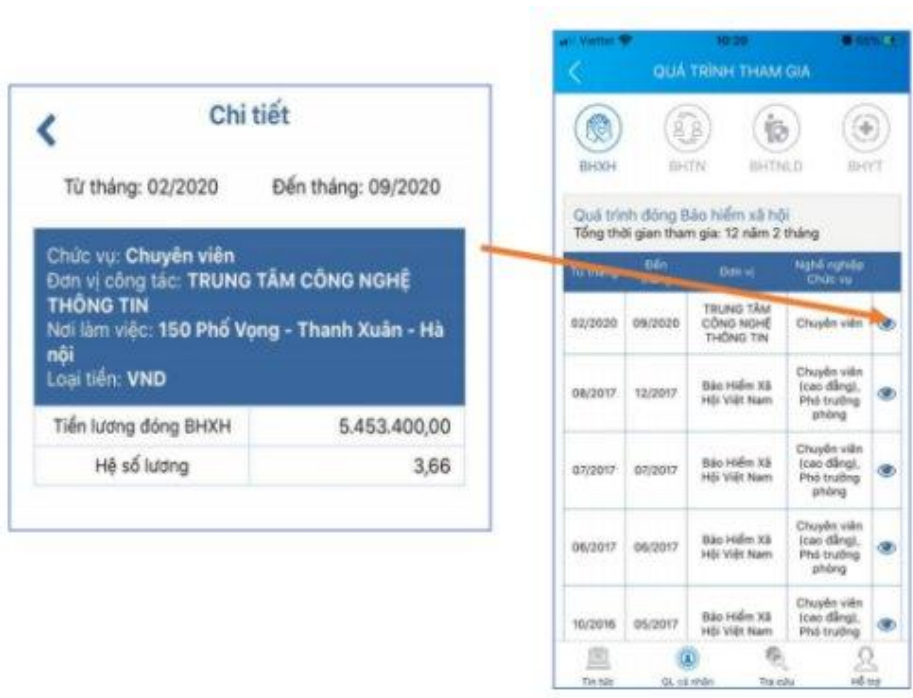 Chi tiết
Từ tháng: 02/2020 Đến tháng: 09/2020
Chức vụ: Chuyên viên
Đơn vị công tác: TRUNG TÂM CÔNG NGHỆ
THÔNG TIN
Nơi làm việc: 150 Phố Vọng - Thanh Xuân - Hà
nội
Loại tiền: VND
Tiền lương đóng BHXH 5.453.400,00
Hệ số lương 3,66
Viettel 10:20
QUÁ TRÌNH THAM GIA
BHXH BHTN BHTNLD BHYT
Quá trình đóng Bảo hiểm xã hội
Tổng thời gian tham gia: 12 năm 2 tháng
Từ tháng
Đến
Đơn vị
Nghề nghiệp
Chức vụ
02/2020 09/2020
TRUNG TÂM
CÔNG NGHỆ
THÔNG TIN
Chuyên viên
08/2017 12/2017
Bảo Hiểm Xã
Hội Việt Nam
Chuyên viên
(cao đẳng),
Phó trưởng
phòng
07/2017 07/2017
Bảo Hiểm Xã
Hội Việt Nam
Chuyên viên
(cao đẳng),
Phó trưởng
phòng
06/2017 06/2017
Bảo Hiểm Xã
Hội Việt Nam
Chuyên viên
(cao đẳng),
Phó trưởng
phòng
10/2016 05/2017
Bảo Hiểm Xã
Hội Việt Nam
Chuyên viên
(cao đẳng),
Phó trưởng
Tin tức QL cá nhân Tra cứu Hỗ trợ